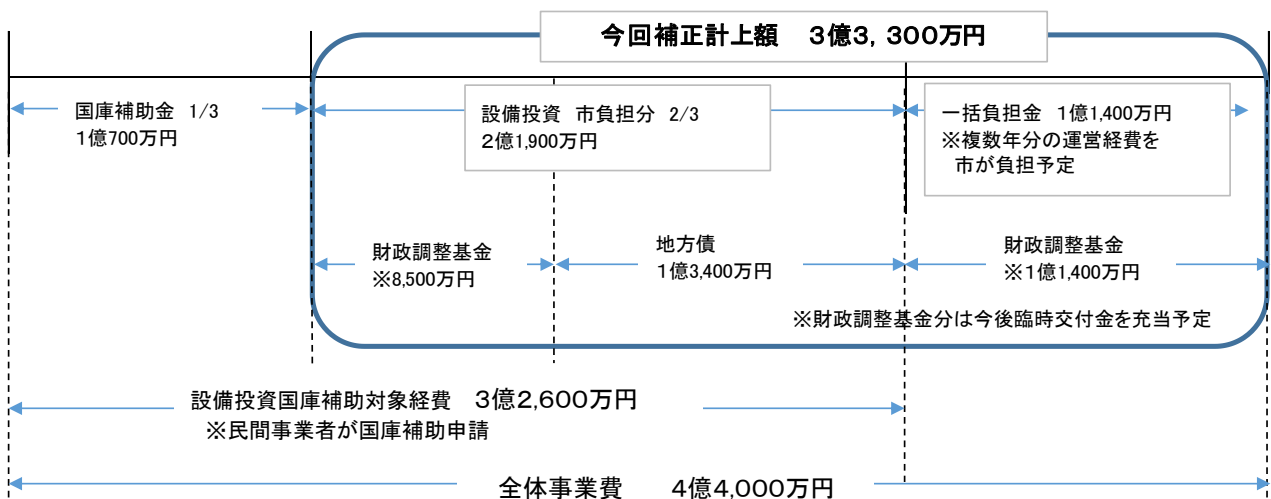 今回補正計上額　3億3，300万円
国庫補助金 1/3
1億700万円
設備投資 市負担分 2/3
2億1,900万円
一括負担金 1億1,400万円
※複数年分の運営経費を
市が負担予定
財政調整基金
※8,500万円
地方債
1億3,400万円
財政調整基金
※1億1,400万円
※財政調整基金分は今後臨時交付金を充当予定
設備投資国庫補助対象経費　3億2,600万円
※民間事業者が国庫補助申請
全体事業費　4億4,000万円